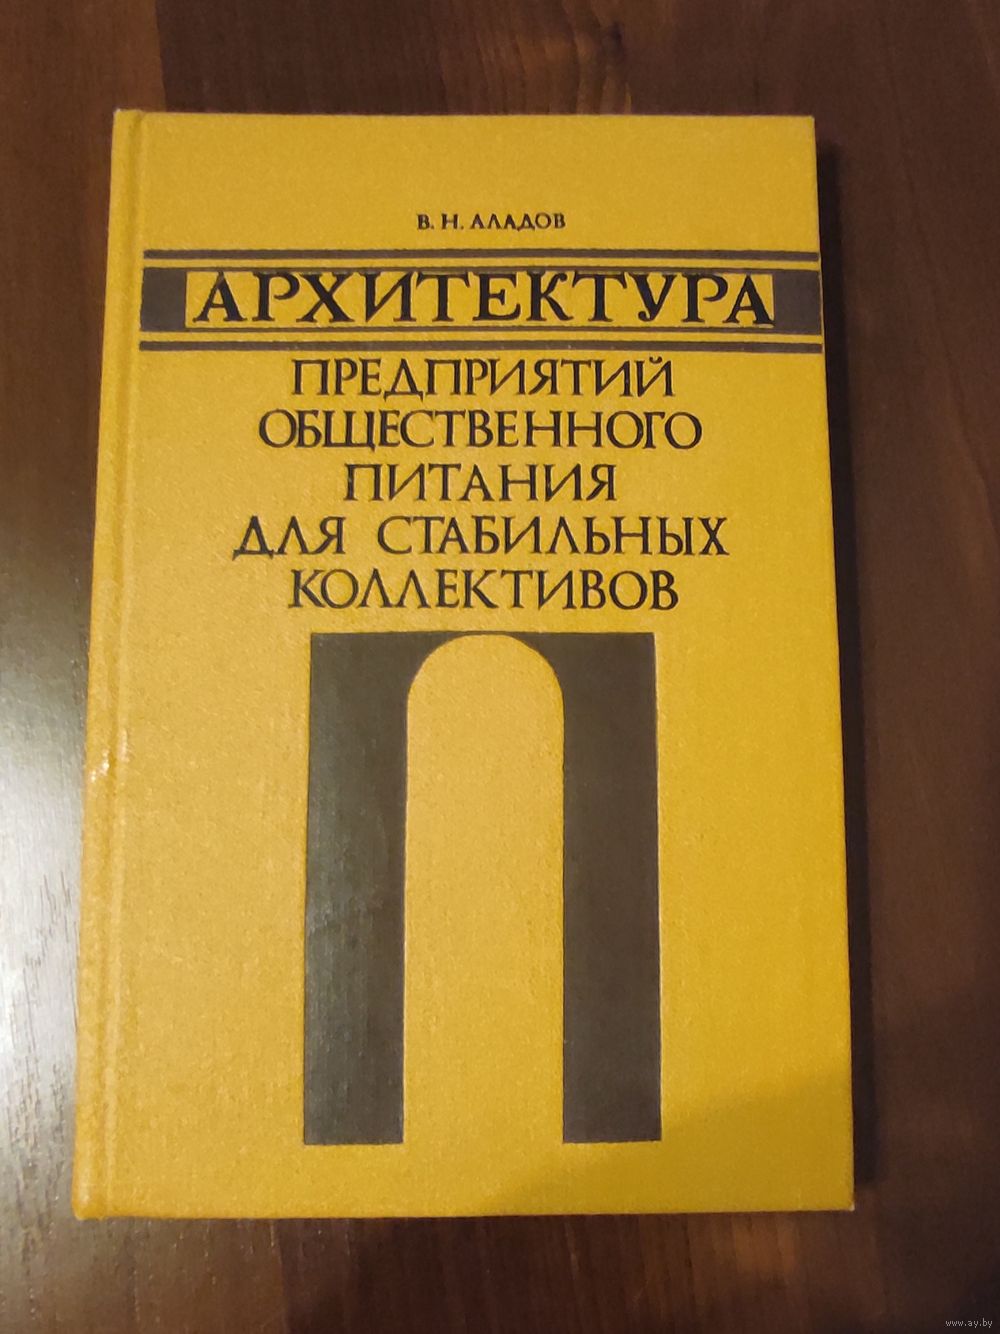 В. Н. АЛАДОВ
АРХИТЕКТУРА
ПРЕДПРИЯТИЙ
ОБЩЕСТВЕННОГО
ПИТАНИЯ
ДЛЯ СТАБИЛЬНЫХ
КОЛЛЕКТИВОВ
www.ay.by